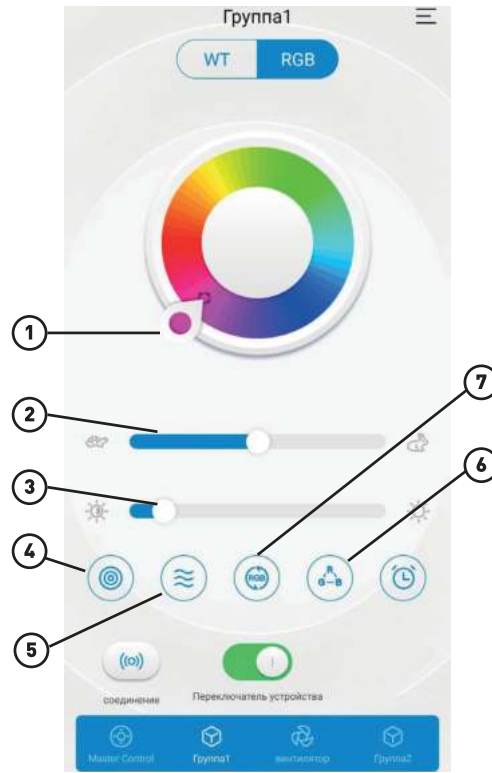 Группа1
WT RGB
1
2
7
3
6
4
RGB
R
G B
5
соединение Переключатель устройства
Master Control Группа1 вентилятор Группа2